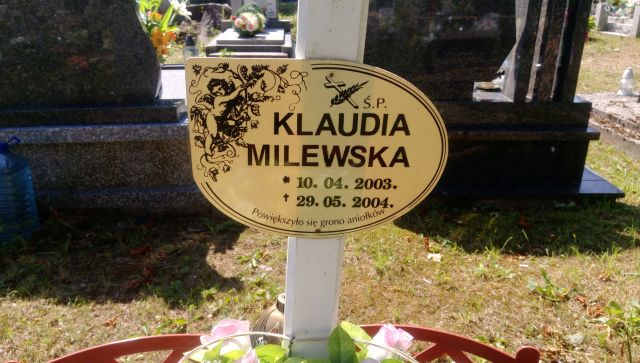 Ś.P.
KLAUDIA
MILEWSKA
* 10. 04. 2003.
† 29. 05. 2004.
Powiększyło się grono aniołków